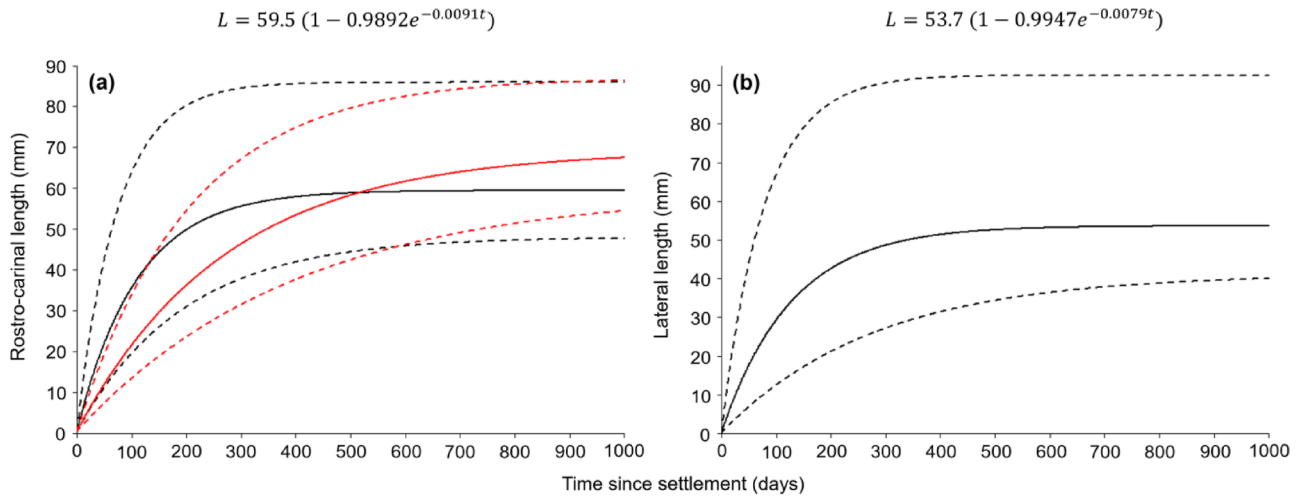 L = 59.5 (1 − 0.9892e^{−0.0091t})
L = 53.7 (1 − 0.9947e^{−0.0079t})
(a)
Rostro-carinal length (mm)
90
80
70
60
50
40
30
20
10
0
0 100 200 300 400 500 600 700 800 900 1000
(b)
Lateral length (mm)
90
80
70
60
50
40
30
20
10
0
0 100 200 300 400 500 600 700 800 900 1000
Time since settlement (days)